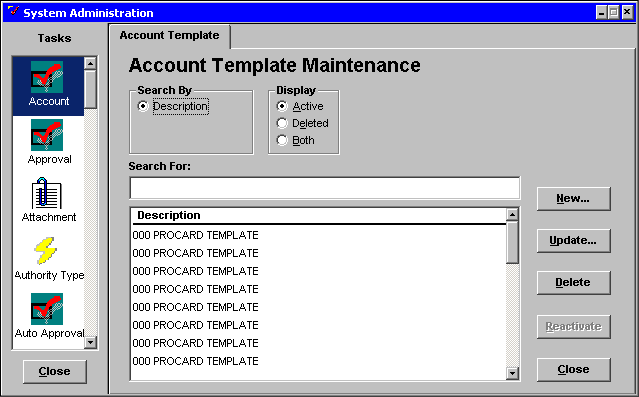 System Administration
Tasks
Account
Approval
Attachment
Authority Type
Auto Approval
Close
Account Template
Account Template Maintenance
Search By
Description
Display
Active
Deleted
Both
Search For:
Description
000 PROCARD TEMPLATE
000 PROCARD TEMPLATE
000 PROCARD TEMPLATE
000 PROCARD TEMPLATE
000 PROCARD TEMPLATE
000 PROCARD TEMPLATE
000 PROCARD TEMPLATE
000 PROCARD TEMPLATE
New...
Update...
Delete
Reactivate
Close